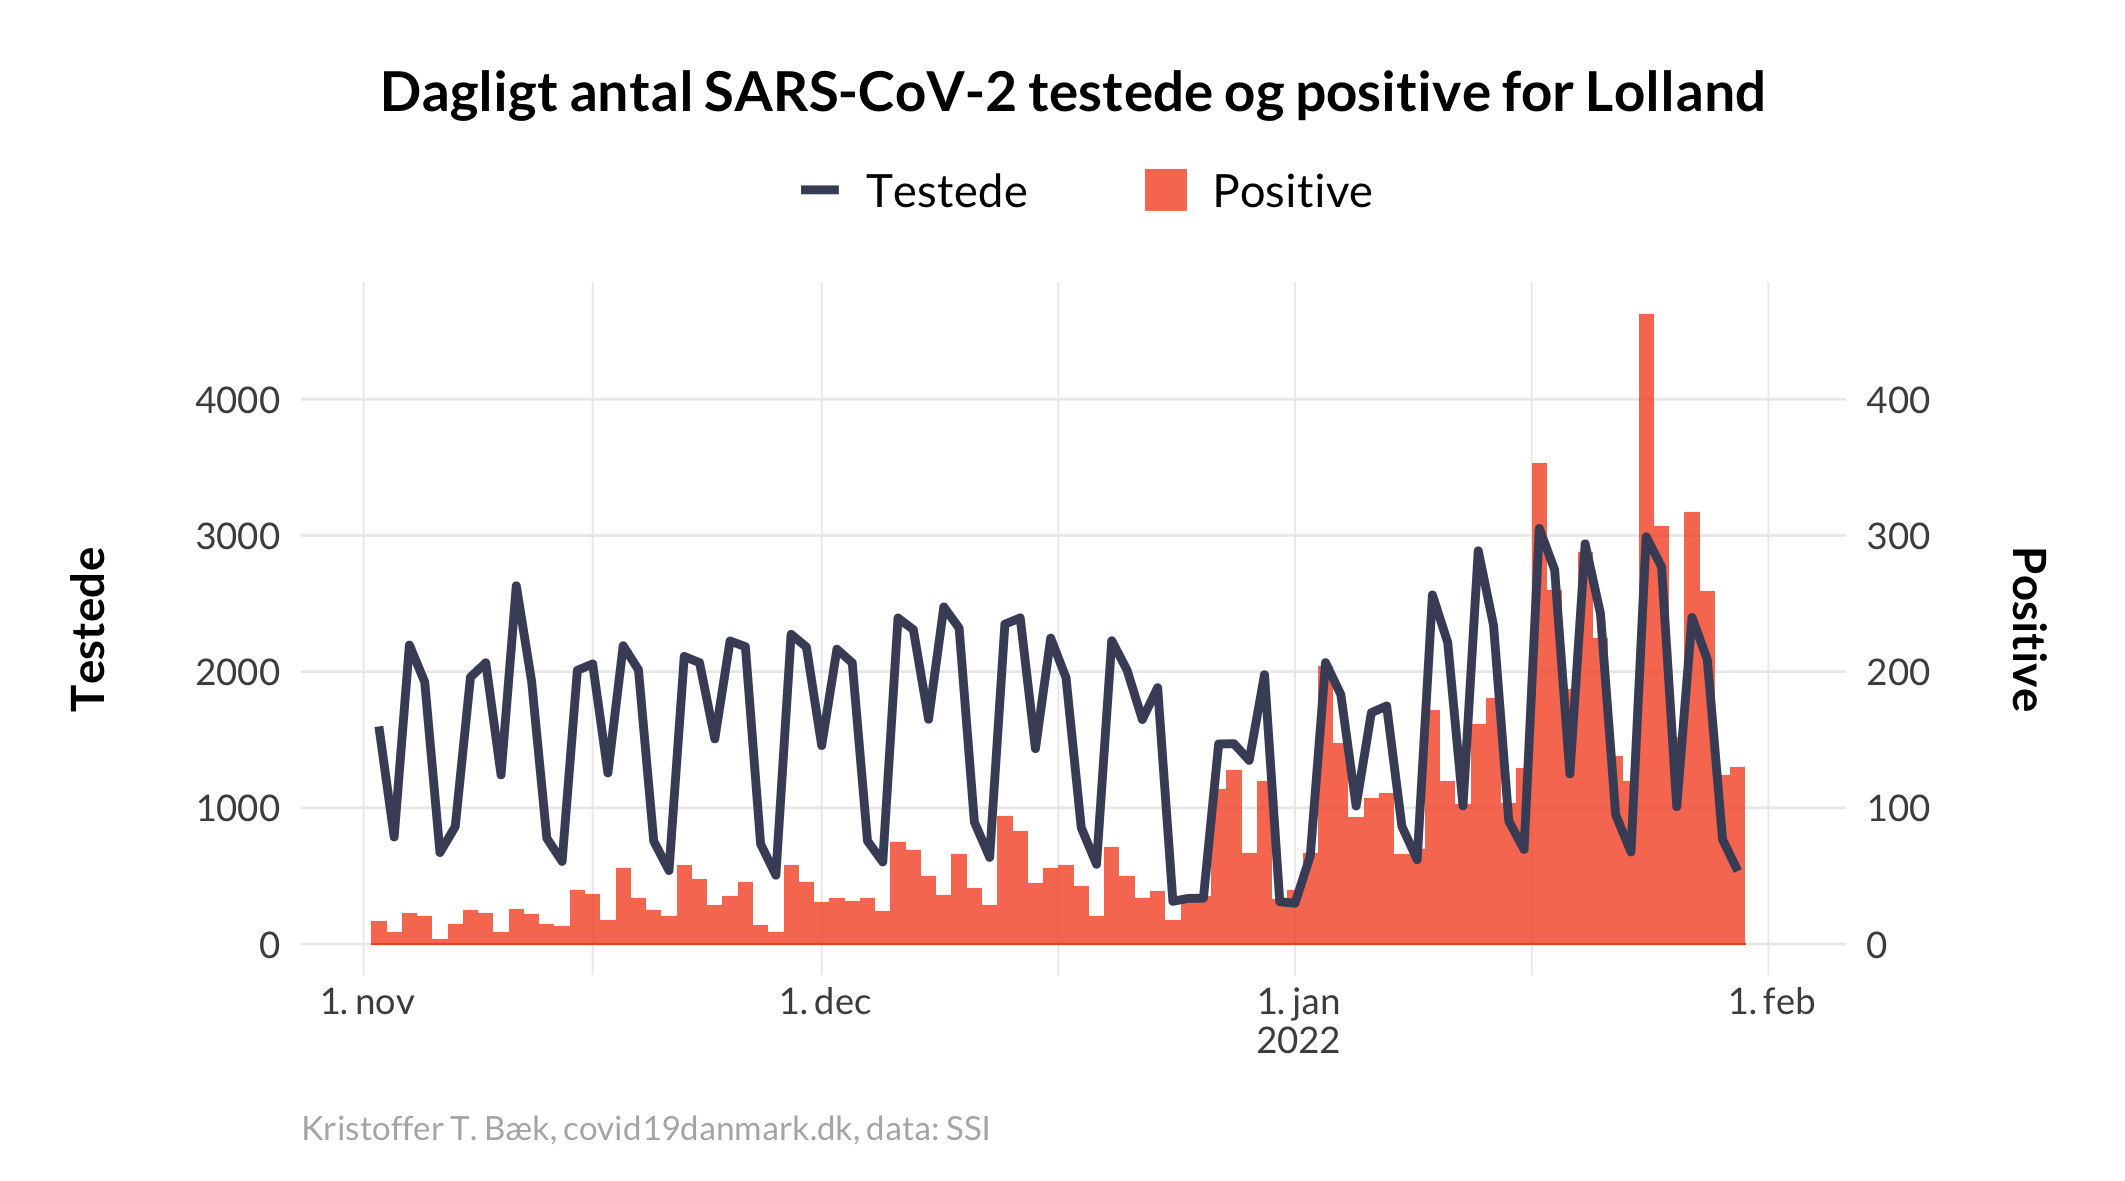 Dagligt antal SARS-CoV-2 testede og positive for Lolland
Testede
Positive
4000
3000
2000
1000
0
Testede
400
300
200
100
0
Positive
1. nov
1. dec
1. jan
2022
1. feb
Kristoffer T. Bæk, covid19danmark.dk, data: SSI